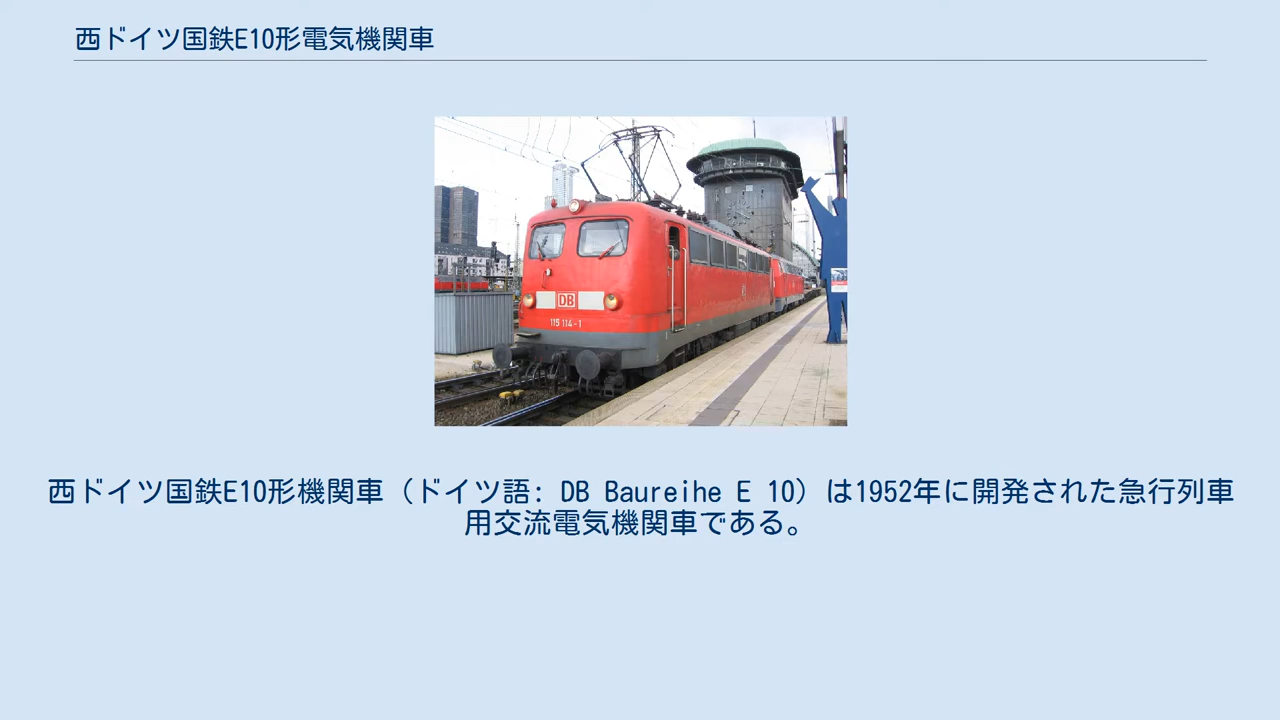 西ドイツ国鉄E10形電気機関車
DB
115 114-1
西ドイツ国鉄E10形機関車（ドイツ語: DB Baureihe E 10）は1952年に開発された急行列車
用交流電気機関車である。